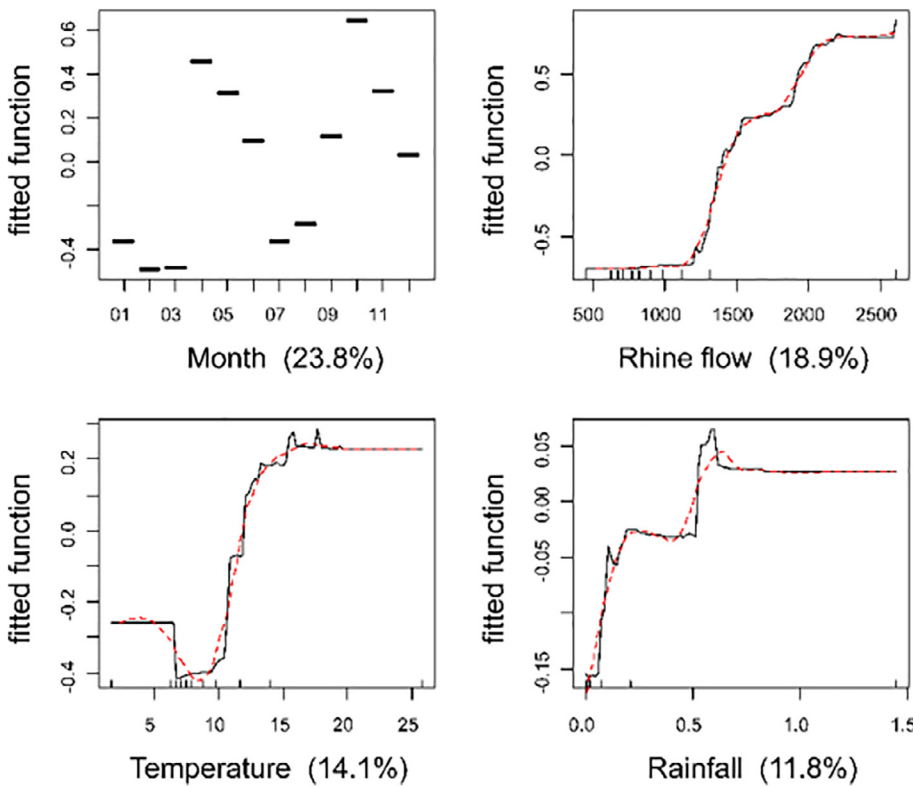 fitted function
0.6
0.2
0.0
-0.4
01 03 05 07 09 11
Month (23.8%)
fitted function
0.5
0.0
-0.5
500 1000 1500 2000 2500
Rhine flow (18.9%)
fitted function
0.2
0.0
-0.2
-0.4
5 10 15 20 25
Temperature (14.1%)
fitted function
0.05
0.00
-0.05
-0.15
0.0 0.5 1.0 1.5
Rainfall (11.8%)